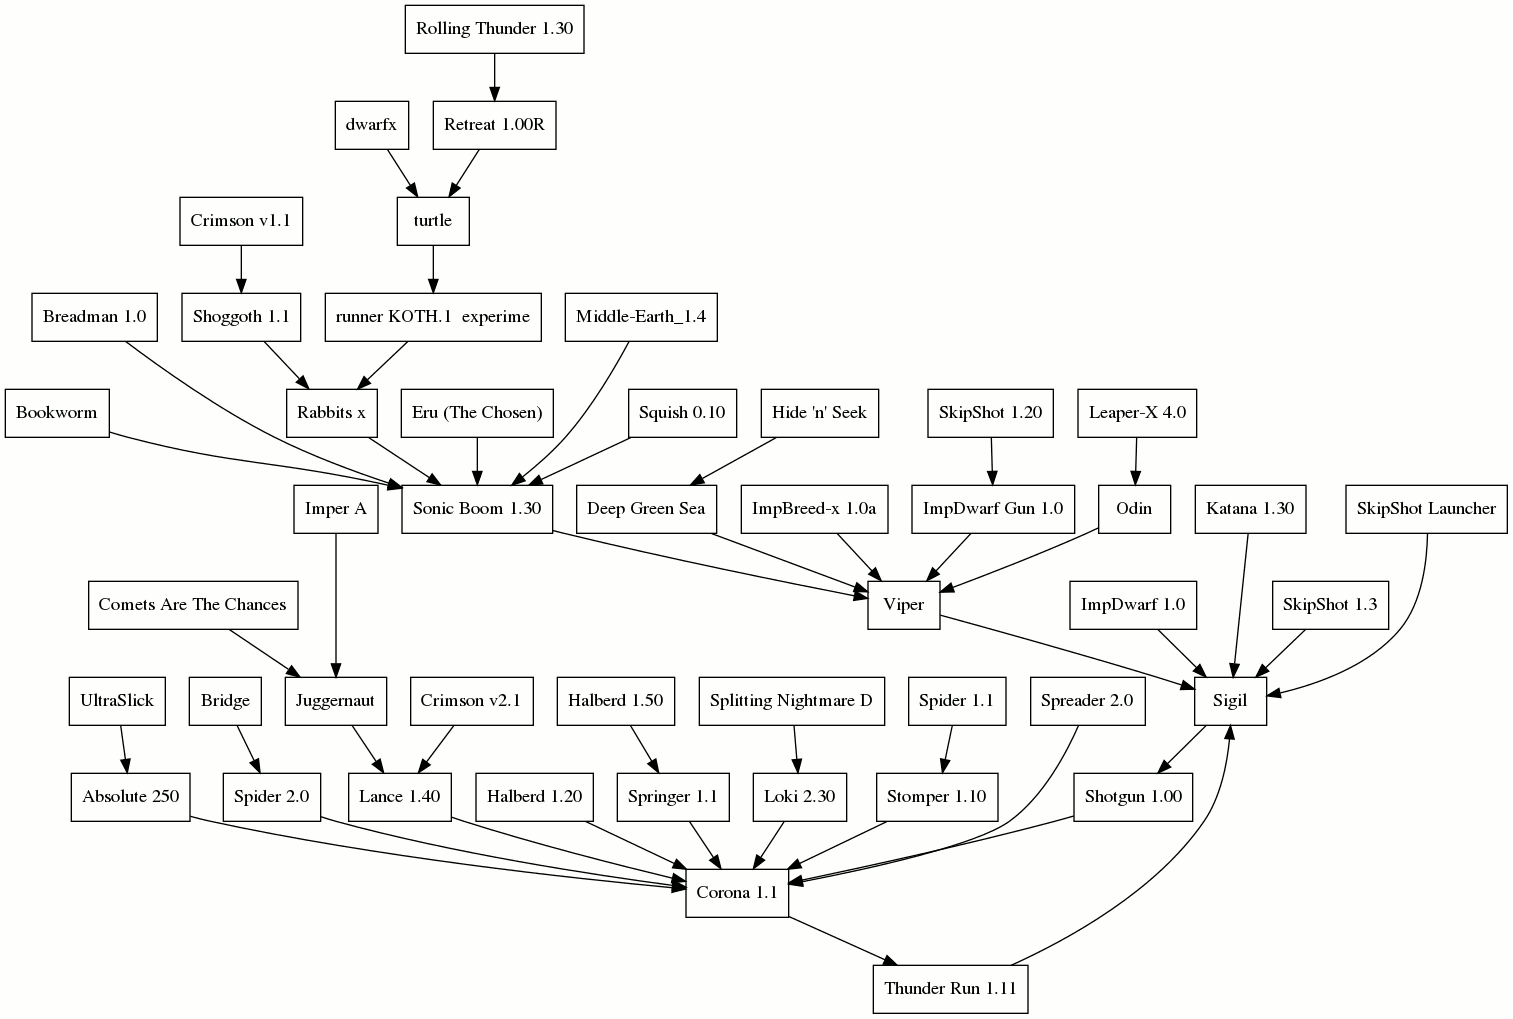 Rolling Thunder 1.30
dwarfx
Retreat 1.00R
Crimson v1.1
turtle
Breadman 1.0
Shoggoth 1.1
runner KOTH.1  experime
Middle-Earth_1.4
Bookworm
Rabbits x
Eru (The Chosen)
Squish 0.10
Hide 'n' Seek
SkipShot 1.20
Leaper-X 4.0
Imper A
Sonic Boom 1.30
Deep Green Sea
ImpBreed-x 1.0a
ImpDwarf Gun 1.0
Odin
Katana 1.30
SkipShot Launcher
Comets Are The Chances
Viper
ImpDwarf 1.0
SkipShot 1.3
UltraSlick
Bridge
Juggernaut
Crimson v2.1
Halberd 1.50
Splitting Nightmare D
Spider 1.1
Spreader 2.0
Sigil
Absolute 250
Spider 2.0
Lance 1.40
Halberd 1.20
Springer 1.1
Loki 2.30
Stomper 1.10
Shotgun 1.00
Corona 1.1
Thunder Run 1.11